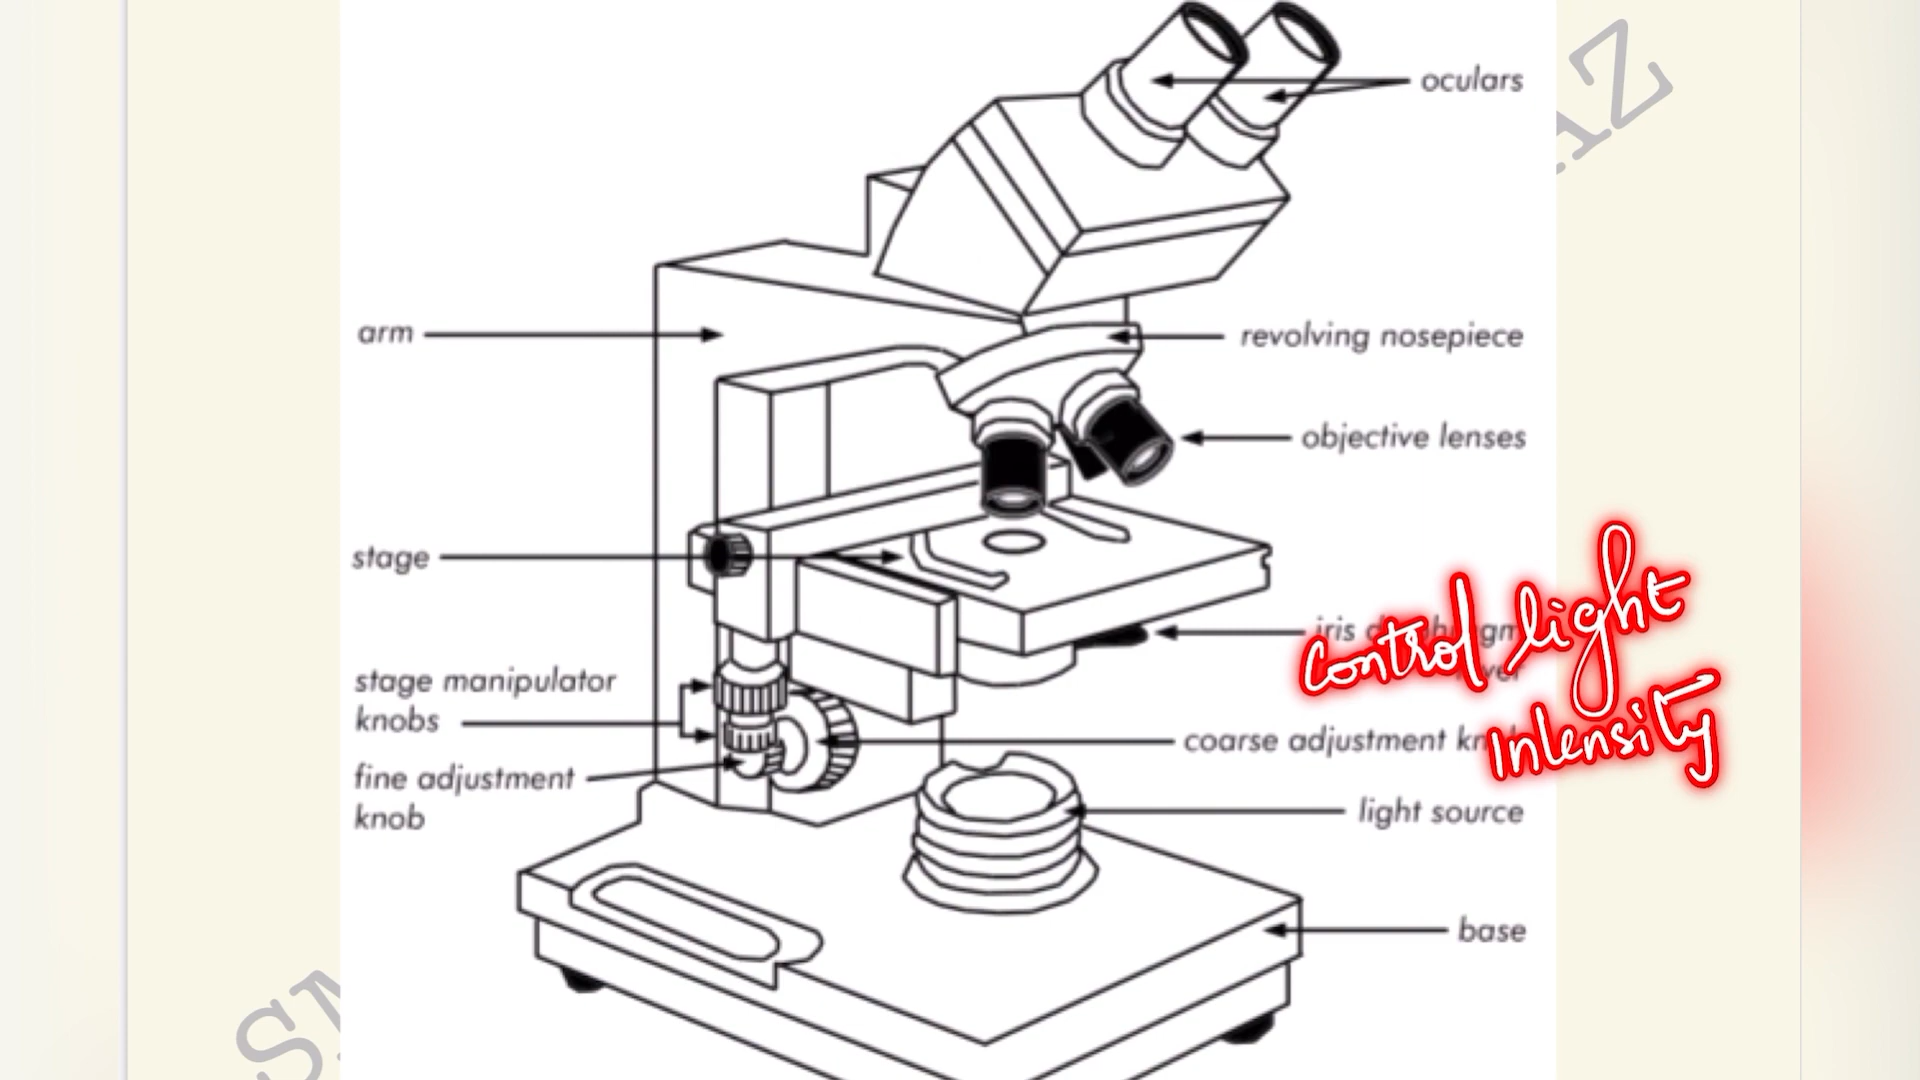 oculars
arm
revolving nosepiece
objective lenses
stage
iris
control light
Intensity
stage manipulator
knobs
coarse adjustment
fine adjustment
knob
light source
base